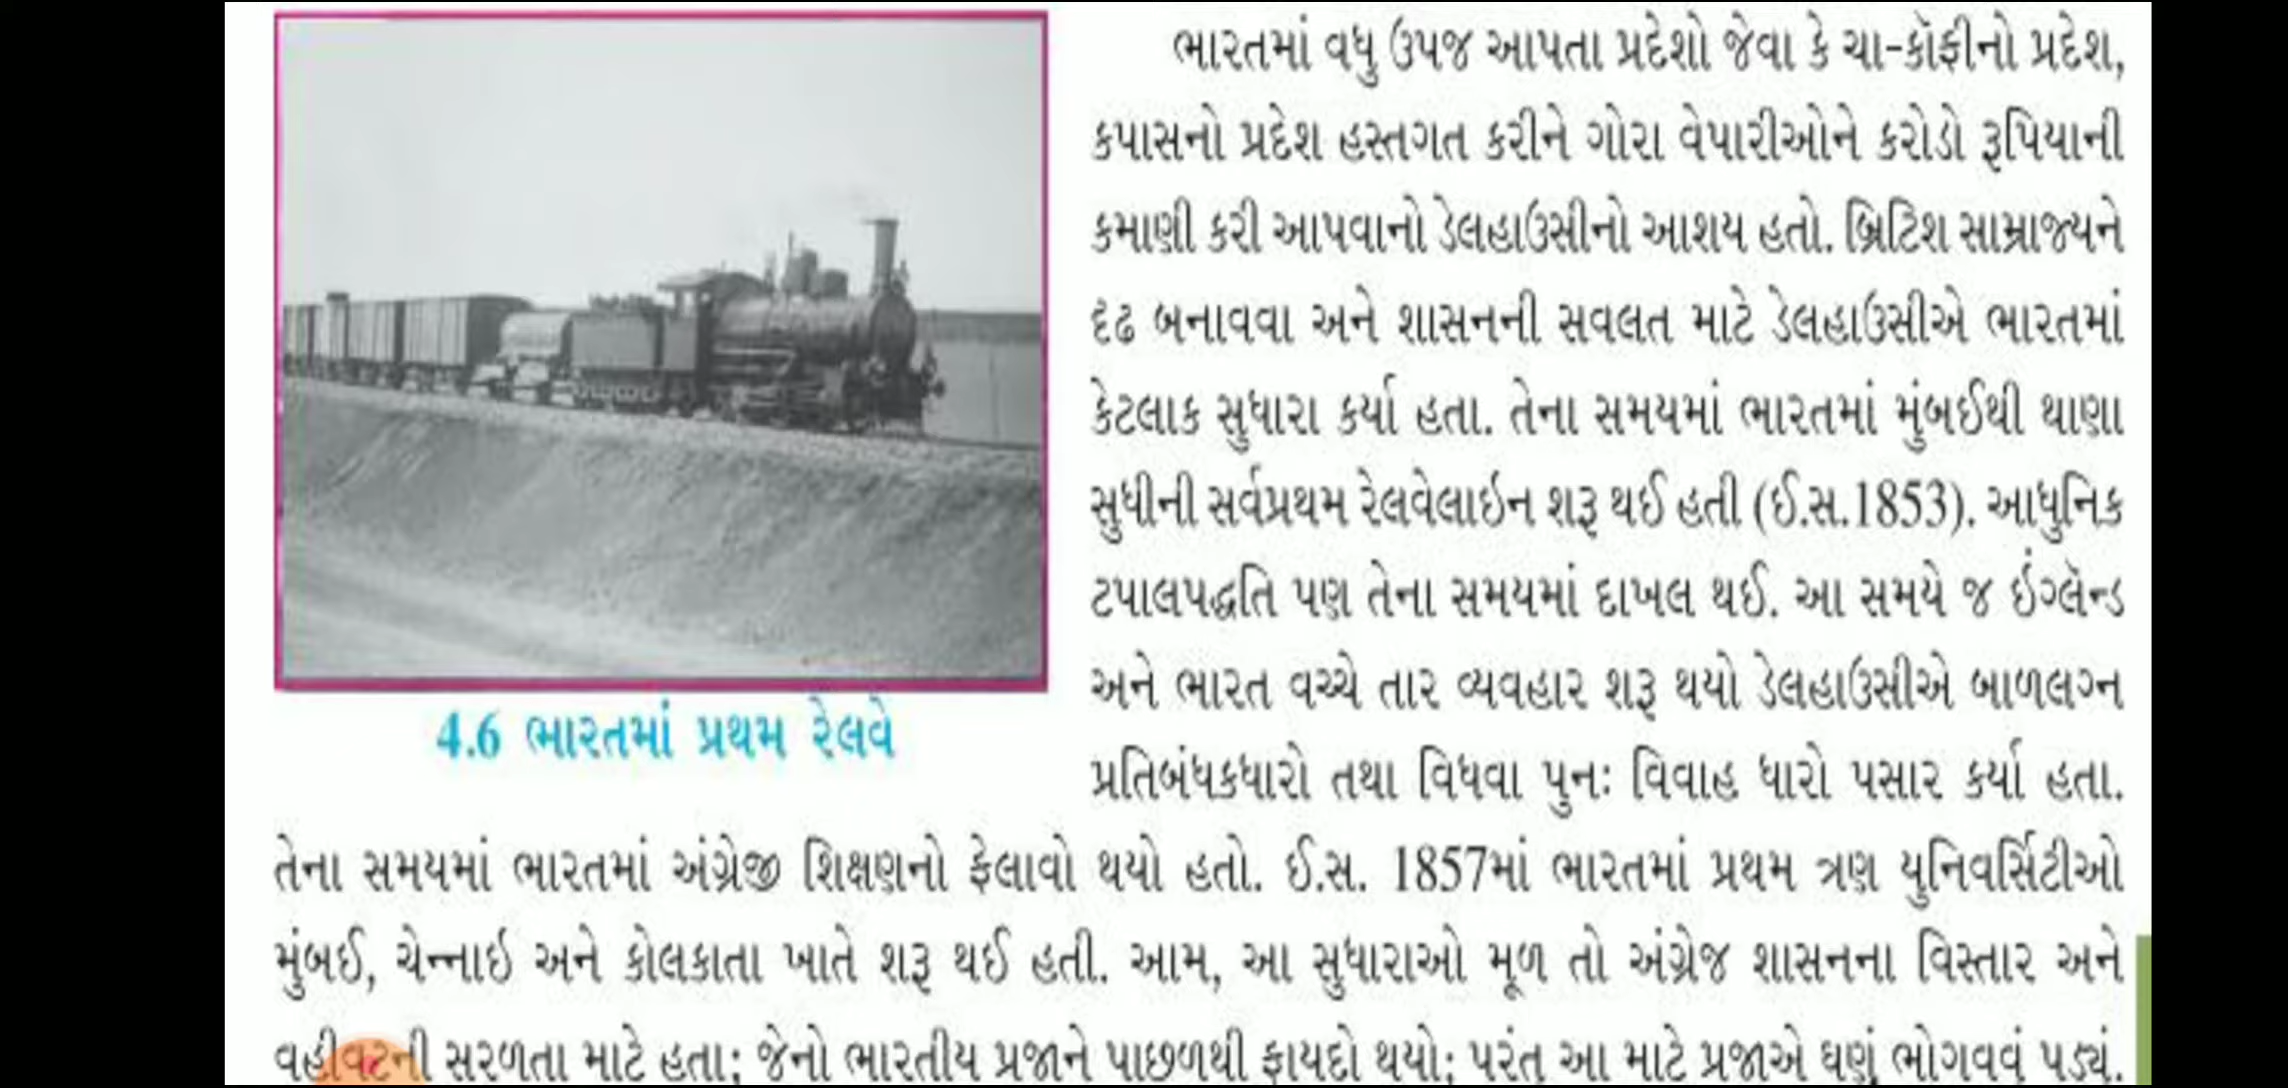 ભારતમાં વધુ ઉપજ આપતા પ્રદેશો જેવા કે ચા-કૉફીનો પ્રદેશ,
કપાસનો પ્રદેશ હસ્તગત કરીને ગોરા વેપારીઓને કરોડો રૂપિયાની
કમાણી કરી આપવાનો ડેલહાઉસીનો આશય હતો. બ્રિટિશ સામ્રાજ્યને
દૃઢ બનાવવા અને શાસનની સવલત માટે ડેલહાઉસીએ ભારતમાં
કેટલાક સુધારા કર્યા હતા. તેના સમયમાં ભારતમાં મુંબઈથી થાણા
સુધીની સર્વપ્રથમ રેલવેલાઇન શરૂ થઈ હતી (ઈ.સ.1853). આધુનિક
ટપાલપદ્ધતિ પણ તેના સમયમાં દાખલ થઈ. આ સમયે જ ઇંગ્લૅન્ડ
અને ભારત વચ્ચે તાર વ્યવહાર શરૂ થયો ડેલહાઉસીએ બાળલગ્ન
પ્રતિબંધકધારો તથા વિધવા પુનઃ વિવાહ ધારો પસાર કર્યા હતા.
4.6 ભારતમાં પ્રથમ રેલવે
તેના સમયમાં ભારતમાં અંગ્રેજી શિક્ષણનો ફેલાવો થયો હતો. ઈ.સ. 1857માં ભારતમાં પ્રથમ ત્રણ યુનિવર્સિટીઓ
મુંબઈ, ચેન્નાઇ અને કોલકાતા ખાતે શરૂ થઈ હતી. આમ, આ સુધારાઓ મૂળ તો અંગ્રેજ શાસનના વિસ્તાર અને
વહીવટની સરળતા માટે હતા; જેનો ભારતીય પ્રજાને પાછળથી ફાયદો થયો; પરંતુ આ માટે પ્રજાએ ઘણું ભોગવવું પડ્યું.